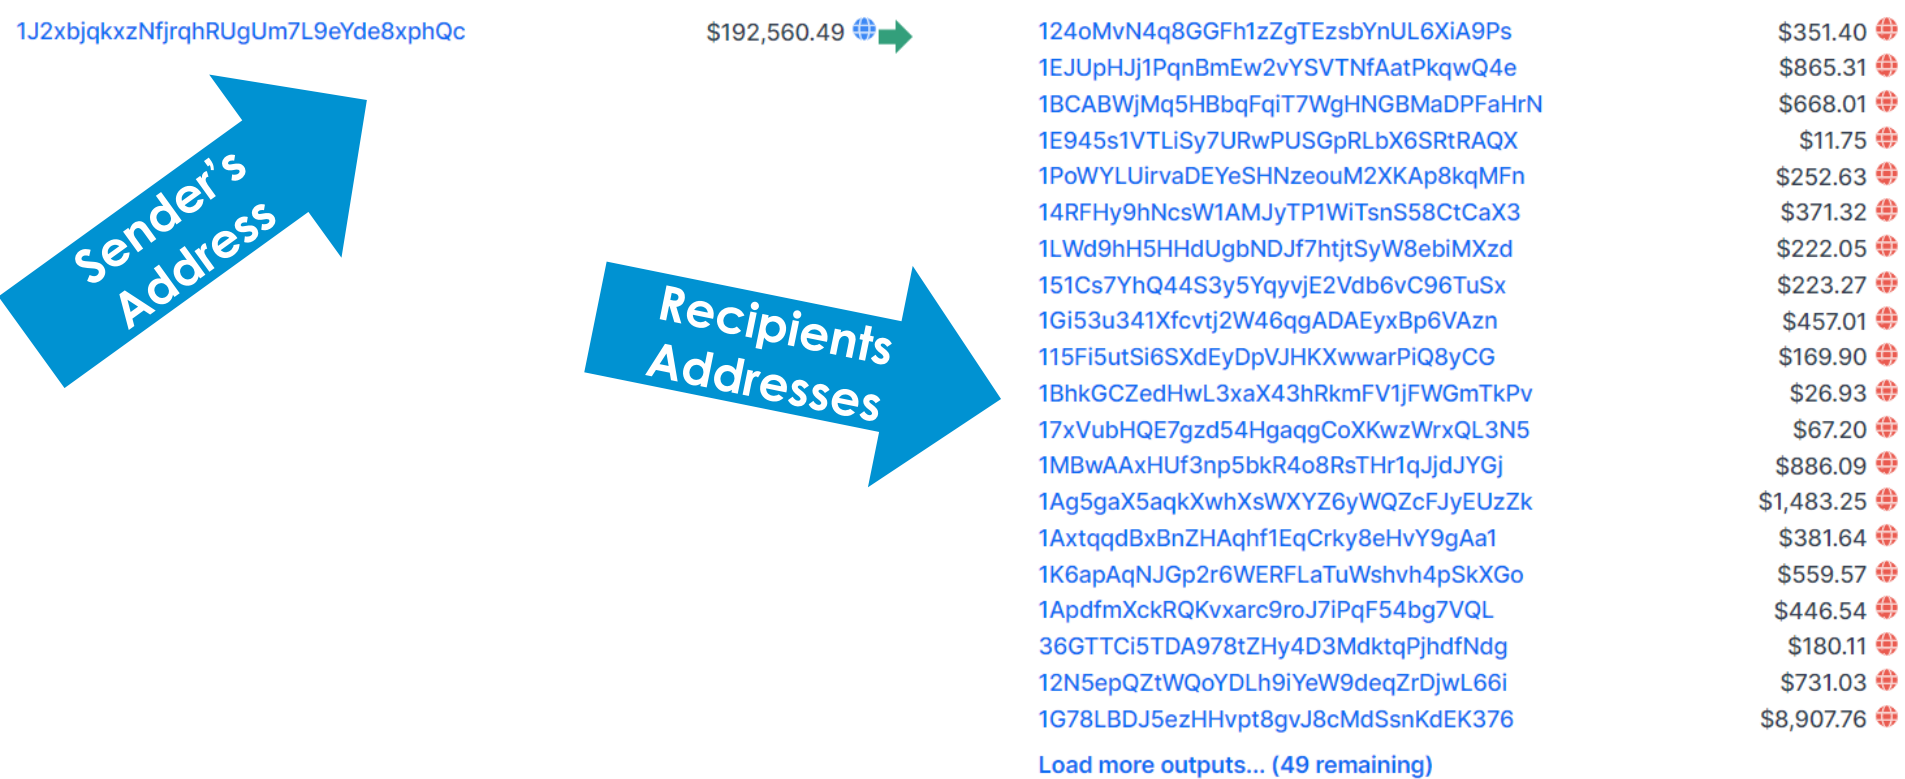 1J2xbjqkxzNfjrqhRUgUm7L9eYde8xphQc $192,560.49
Sender's
Address
Recipients
Addresses
124oMvN4q8GGFh1zZgTEzsbYnUL6XiA9Ps $351.40
1EJUpHJj1PqnBmEw2vYSVTNfAatPkqwQ4e $865.31
1BCABWjMq5HBbqFqiT7WgHNGBMaDPFaHrN $668.01
1E945s1VTLiSy7URwPUSGpRLbX6SRtRAQX $11.75
1PoWYLUirvaDEYeSHNzeouM2XKAp8kqMFn $252.63
14RFHy9hNcsW1AMJyTP1WiTsnS58CtCaX3 $371.32
1LWd9hH5HHdUgbNDJf7htjtSyW8ebiMXzd $222.05
151Cs7YhQ44S3y5YqyvjE2Vdb6vC96TuSx $223.27
1Gi53u341Xfcvtj2W46qgADAEyxBp6VAzn $457.01
115Fi5utSi6SXdEyDpVJHKXwwarPiQ8yCG $169.90
1BhkGCZedHwL3xaX43hRkmFV1jFWGmTkPv $26.93
17xVubHQE7gzd54HgaqgCoXKwzWrxQL3N5 $67.20
1MBwAAxHUf3np5bkR4o8RsTHr1qJjdJYGj $886.09
1Ag5gaX5aqkXwhXsWXYZ6yWQZcFJyEUzZk $1,483.25
1AxtqqdBxBnZHAqhf1EqCrky8eHvY9gAa1 $381.64
1K6apAqNJGp2r6WERFLaTuWshvh4pSkXGo $559.57
1ApdfmXckRQKvxarc9roJ7iPqF54bg7VQL $446.54
36GTTCi5TDA978tZHy4D3MdktqPjhdfNdg $180.11
12N5epQZtWQoYDLh9iYeW9deqZrDjwL66i $731.03
1G78LBDJ5ezHHvpt8gvJ8cMdSsnKdEK376 $8,907.76
Load more outputs... (49 remaining)